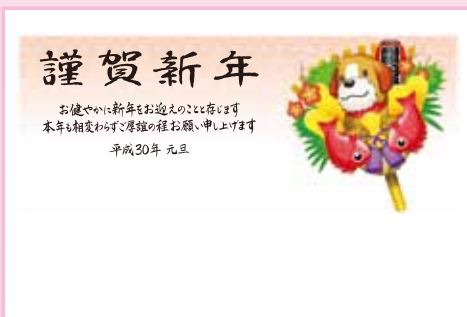 謹賀新年
お健やかに新年をお迎えのことと存じます
本年も相変わらずご厚誼の程お願い申し上げます
平成30年 元旦